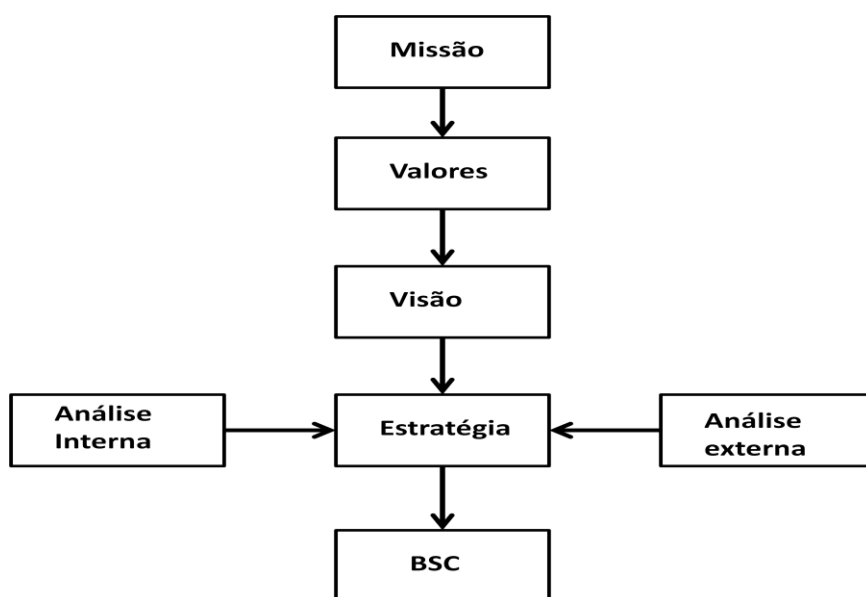 Missão
Valores
Visão
Análise
Interna
Estratégia
Análise
externa
BSC